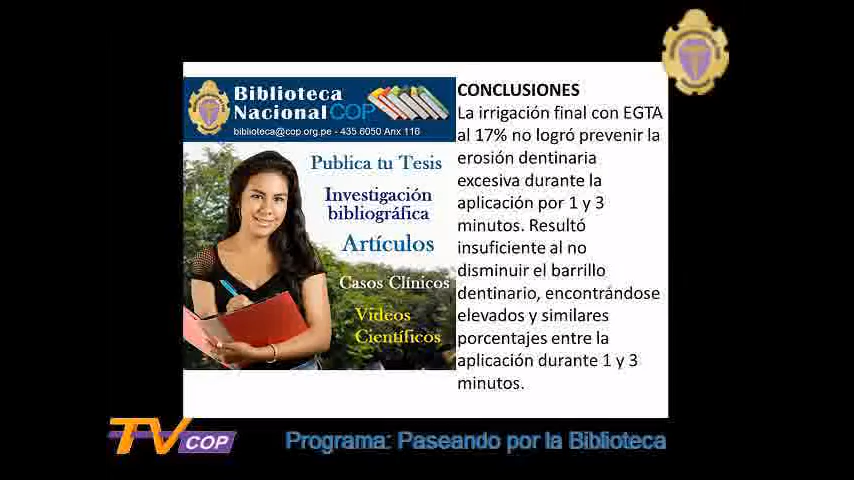 Biblioteca
Nacional COP
biblioteca@cop.org.pe - 435 6050 Anx 116
Publica tu Tesis
Investigación
bibliográfica
Artículos
Casos Clínicos
Videos
Científicos
CONCLUSIONES
La irrigación final con EGTA
al 17% no logró prevenir la
erosión dentinaria
excesiva durante la
aplicación por 1 y 3
minutos. Resultó
insuficiente al no
disminuir el barrillo
dentinario, encontrándose
elevados y similares
porcentajes entre la
aplicación durante 1 y 3
minutos.
TV COP
Programa: Paseando por la Biblioteca